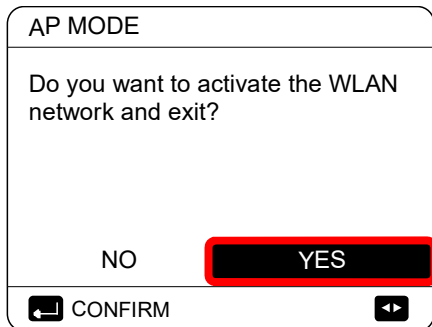 AP MODE
Do you want to activate the WLAN
network and exit?
NO YES
CONFIRM